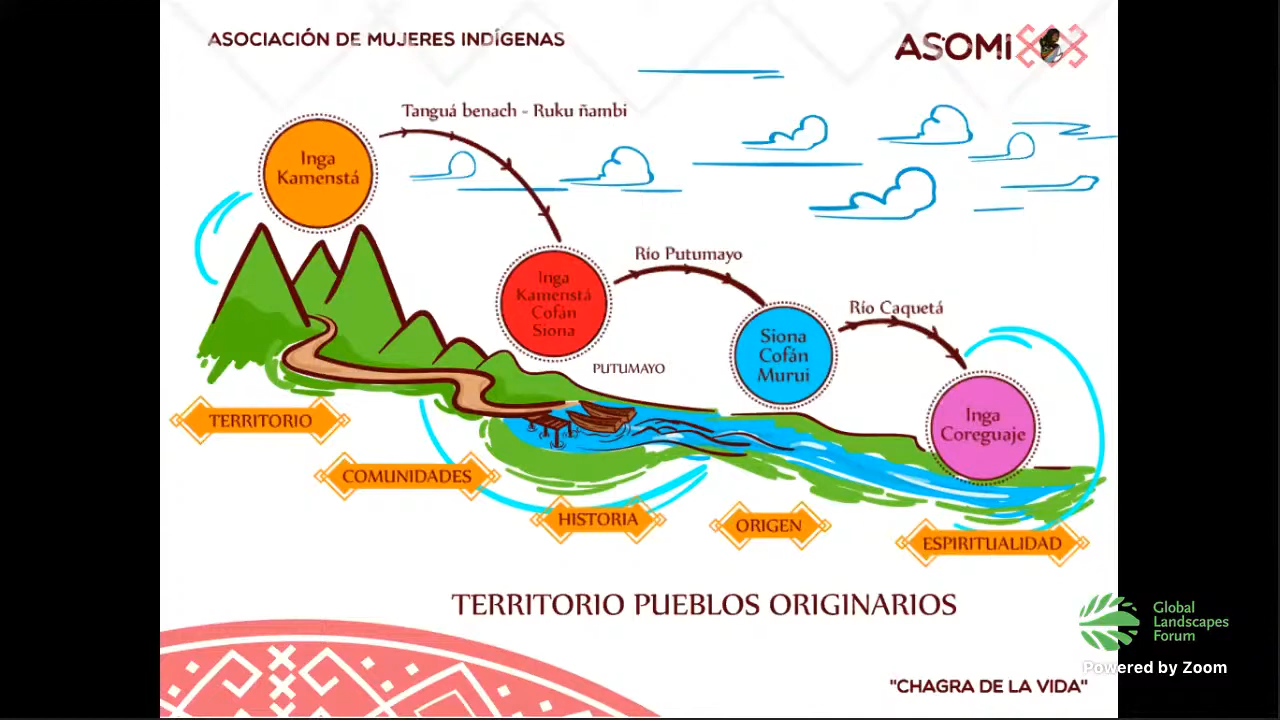 ASOCIACIÓN DE MUJERES INDÍGENAS
ASOMI
Tanguá benach - Ruku ñambi
Inga
Kamenstá
Inga
Kamenstá
Cofán
Siona
Río Putumayo
Siona
Cofán
Murui
Río Caquetá
Inga
Coreguaje
PUTUMAYO
TERRITORIO
COMUNIDADES
HISTORIA
ORIGEN
ESPIRITUALIDAD
TERRITORIO PUEBLOS ORIGINARIOS
Global
Landscapes
Forum
Powered by Zoom
"CHAGRA DE LA VIDA"